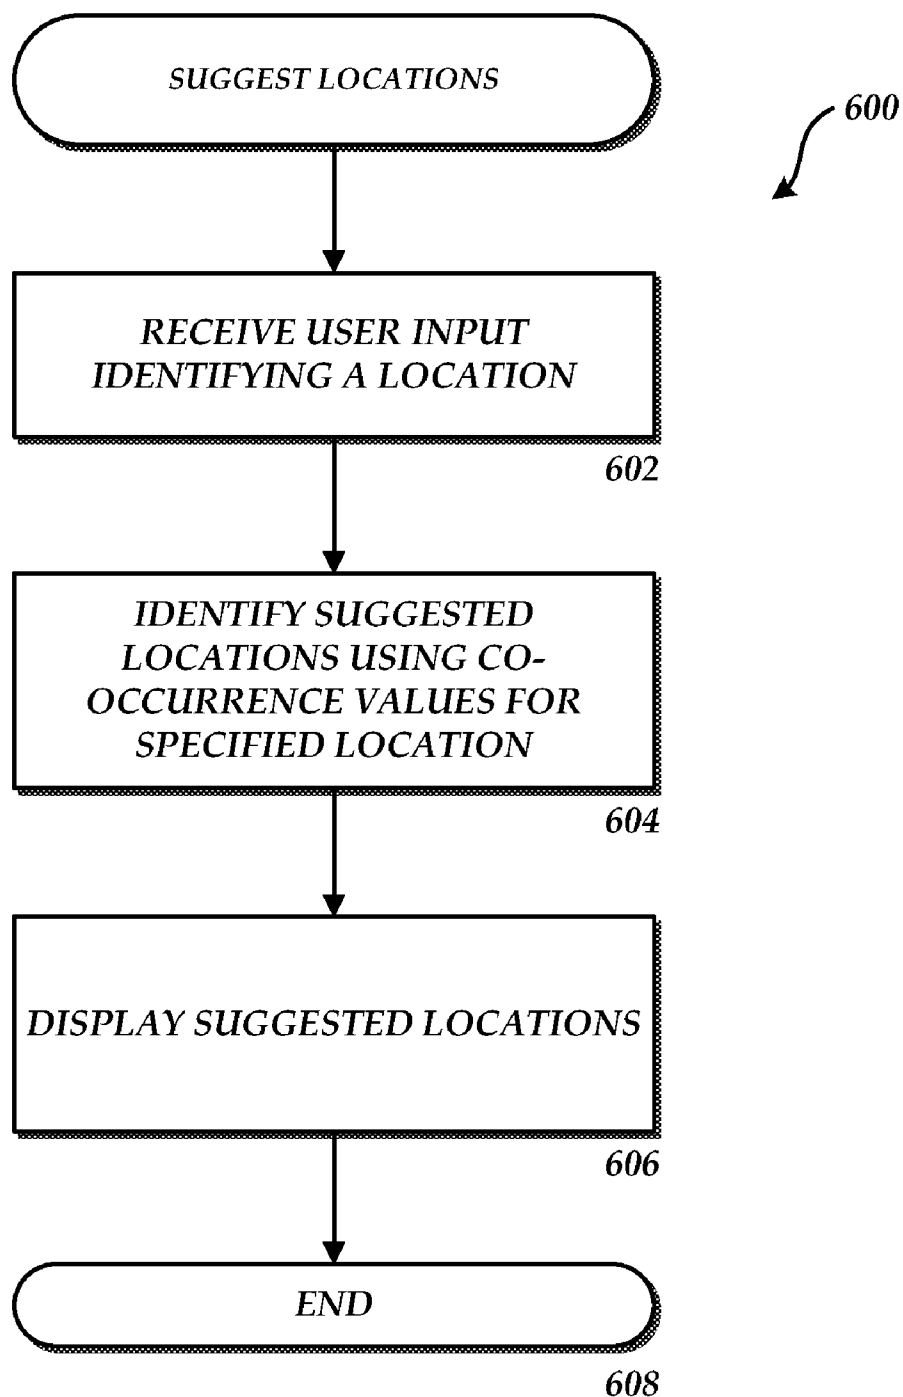 SUGGEST LOCATIONS
600
RECEIVE USER INPUT
IDENTIFYING A LOCATION
602
IDENTIFY SUGGESTED
LOCATIONS USING CO-
OCCURRENCE VALUES FOR
SPECIFIED LOCATION
604
DISPLAY SUGGESTED LOCATIONS
606
END
608